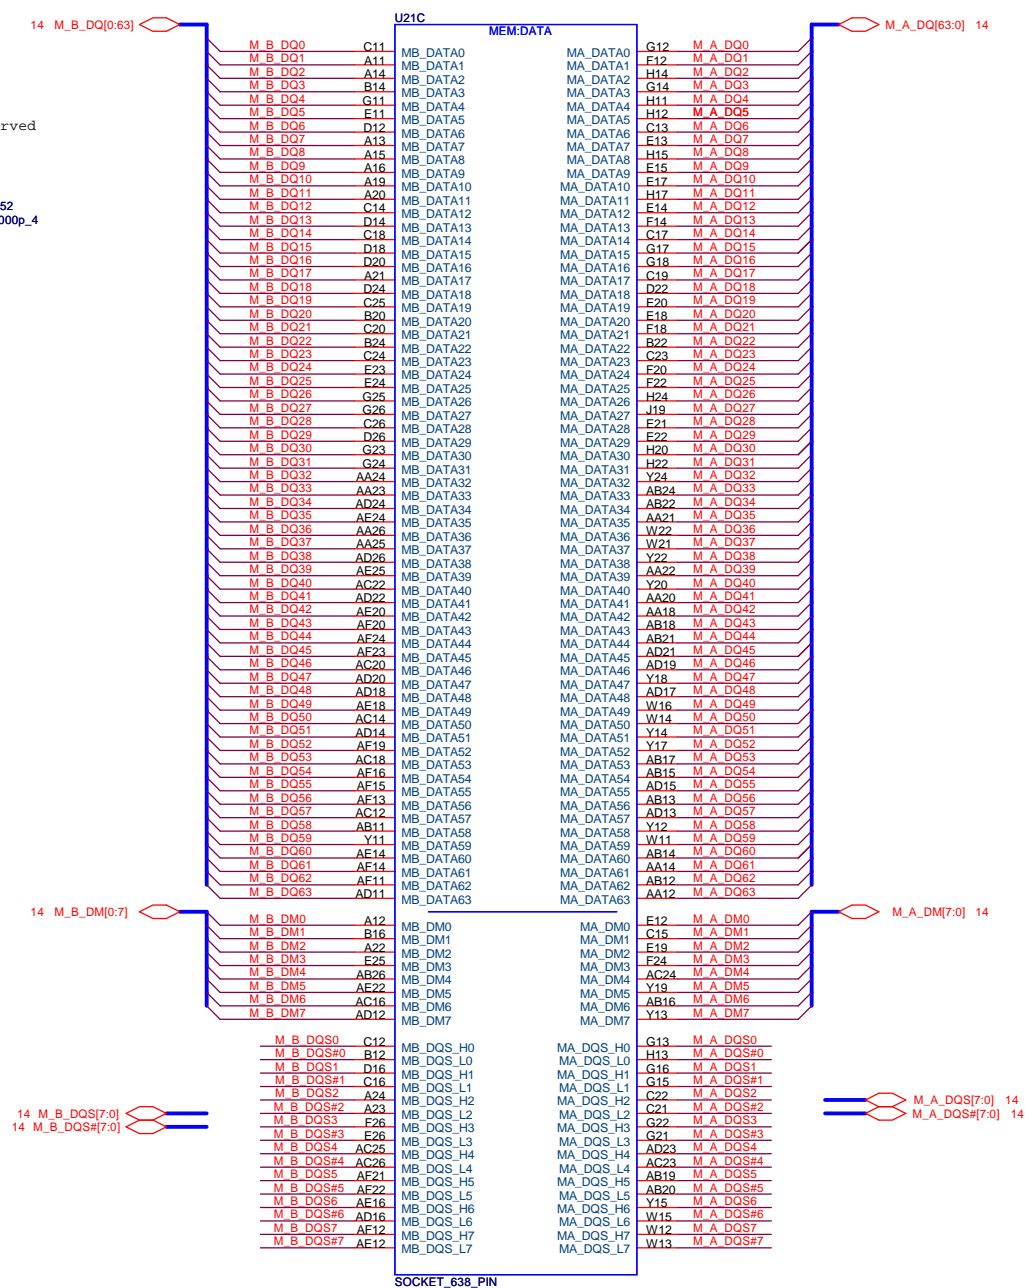 U21C
14 M_B_DQ[0:63] MEM:DATA M_A_DQ[63:0] 14
M_B_DQ0 C11 MB_DATA0 MA_DATA0 G12 M_A_DQ0
M_B_DQ1 A11 MB_DATA1 MA_DATA1 F12 M_A_DQ1
M_B_DQ2 A14 MB_DATA2 MA_DATA2 H14 M_A_DQ2
M_B_DQ3 B14 MB_DATA3 MA_DATA3 G14 M_A_DQ3
M_B_DQ4 G11 MB_DATA4 MA_DATA4 H11 M_A_DQ4
M_B_DQ5 E11 MB_DATA5 MA_DATA5 H12 M_A_DQ5
rved
M_B_DQ6 D12 MB_DATA6 MA_DATA6 C13 M_A_DQ6
M_B_DQ7 A13 MB_DATA7 MA_DATA7 E13 M_A_DQ7
M_B_DQ8 A15 MB_DATA8 MA_DATA8 H15 M_A_DQ8
M_B_DQ9 A16 MB_DATA9 MA_DATA9 E15 M_A_DQ9
M_B_DQ10 A19 MB_DATA10 MA_DATA10 E17 M_A_DQ10
M_B_DQ11 A20 MB_DATA11 MA_DATA11 H17 M_A_DQ11
52
M_B_DQ12 C14 MB_DATA12 MA_DATA12 E14 M_A_DQ12
000p_4
M_B_DQ13 D14 MB_DATA13 MA_DATA13 F14 M_A_DQ13
M_B_DQ14 C18 MB_DATA14 MA_DATA14 C17 M_A_DQ14
M_B_DQ15 D18 MB_DATA15 MA_DATA15 G17 M_A_DQ15
M_B_DQ16 D20 MB_DATA16 MA_DATA16 G18 M_A_DQ16
M_B_DQ17 A21 MB_DATA17 MA_DATA17 C19 M_A_DQ17
M_B_DQ18 D24 MB_DATA18 MA_DATA18 D22 M_A_DQ18
M_B_DQ19 C25 MB_DATA19 MA_DATA19 E20 M_A_DQ19
M_B_DQ20 B20 MB_DATA20 MA_DATA20 E18 M_A_DQ20
M_B_DQ21 C20 MB_DATA21 MA_DATA21 F18 M_A_DQ21
M_B_DQ22 B24 MB_DATA22 MA_DATA22 B22 M_A_DQ22
M_B_DQ23 C24 MB_DATA23 MA_DATA23 C23 M_A_DQ23
M_B_DQ24 E23 MB_DATA24 MA_DATA24 F20 M_A_DQ24
M_B_DQ25 E24 MB_DATA25 MA_DATA25 F22 M_A_DQ25
M_B_DQ26 G25 MB_DATA26 MA_DATA26 H24 M_A_DQ26
M_B_DQ27 G26 MB_DATA27 MA_DATA27 J19 M_A_DQ27
M_B_DQ28 C26 MB_DATA28 MA_DATA28 E21 M_A_DQ28
M_B_DQ29 D26 MB_DATA29 MA_DATA29 E22 M_A_DQ29
M_B_DQ30 G23 MB_DATA30 MA_DATA30 H20 M_A_DQ30
M_B_DQ31 G24 MB_DATA31 MA_DATA31 H22 M_A_DQ31
M_B_DQ32 AA24 MB_DATA32 MA_DATA32 Y24 M_A_DQ32
M_B_DQ33 AA23 MB_DATA33 MA_DATA33 AB24 M_A_DQ33
M_B_DQ34 AD24 MB_DATA34 MA_DATA34 AB22 M_A_DQ34
M_B_DQ35 AE24 MB_DATA35 MA_DATA35 AA21 M_A_DQ35
M_B_DQ36 AA26 MB_DATA36 MA_DATA36 W22 M_A_DQ36
M_B_DQ37 AA25 MB_DATA37 MA_DATA37 W21 M_A_DQ37
M_B_DQ38 AD26 MB_DATA38 MA_DATA38 Y22 M_A_DQ38
M_B_DQ39 AE25 MB_DATA39 MA_DATA39 AA22 M_A_DQ39
M_B_DQ40 AC22 MB_DATA40 MA_DATA40 Y20 M_A_DQ40
M_B_DQ41 AD22 MB_DATA41 MA_DATA41 AA20 M_A_DQ41
M_B_DQ42 AE20 MB_DATA42 MA_DATA42 AA18 M_A_DQ42
M_B_DQ43 AF20 MB_DATA43 MA_DATA43 AB18 M_A_DQ43
M_B_DQ44 AF24 MB_DATA44 MA_DATA44 AB21 M_A_DQ44
M_B_DQ45 AF23 MB_DATA45 MA_DATA45 AD21 M_A_DQ45
M_B_DQ46 AC20 MB_DATA46 MA_DATA46 AD19 M_A_DQ46
M_B_DQ47 AD20 MB_DATA47 MA_DATA47 Y18 M_A_DQ47
M_B_DQ48 AD18 MB_DATA48 MA_DATA48 AD17 M_A_DQ48
M_B_DQ49 AE18 MB_DATA49 MA_DATA49 W16 M_A_DQ49
M_B_DQ50 AC14 MB_DATA50 MA_DATA50 W14 M_A_DQ50
M_B_DQ51 AD14 MB_DATA51 MA_DATA51 Y14 M_A_DQ51
M_B_DQ52 AF19 MB_DATA52 MA_DATA52 Y17 M_A_DQ52
M_B_DQ53 AC18 MB_DATA53 MA_DATA53 AB17 M_A_DQ53
M_B_DQ54 AF16 MB_DATA54 MA_DATA54 AB15 M_A_DQ54
M_B_DQ55 AF15 MB_DATA55 MA_DATA55 AD15 M_A_DQ55
M_B_DQ56 AF13 MB_DATA56 MA_DATA56 AB13 M_A_DQ56
M_B_DQ57 AC12 MB_DATA57 MA_DATA57 AD13 M_A_DQ57
M_B_DQ58 AB11 MB_DATA58 MA_DATA58 Y12 M_A_DQ58
M_B_DQ59 Y11 MB_DATA59 MA_DATA59 W11 M_A_DQ59
M_B_DQ60 AE14 MB_DATA60 MA_DATA60 AB14 M_A_DQ60
M_B_DQ61 AF14 MB_DATA61 MA_DATA61 AA14 M_A_DQ61
M_B_DQ62 AF11 MB_DATA62 MA_DATA62 AB12 M_A_DQ62
M_B_DQ63 AD11 MB_DATA63 MA_DATA63 AA12 M_A_DQ63
14 M_B_DM[0:7] M_A_DM[7:0] 14
M_B_DM0 A12 MB_DM0 MA_DM0 E12 M_A_DM0
M_B_DM1 B16 MB_DM1 MA_DM1 C15 M_A_DM1
M_B_DM2 A22 MB_DM2 MA_DM2 E19 M_A_DM2
M_B_DM3 E25 MB_DM3 MA_DM3 F24 M_A_DM3
M_B_DM4 AB26 MB_DM4 MA_DM4 AC24 M_A_DM4
M_B_DM5 AE22 MB_DM5 MA_DM5 Y19 M_A_DM5
M_B_DM6 AC16 MB_DM6 MA_DM6 AB16 M_A_DM6
M_B_DM7 AD12 MB_DM7 MA_DM7 Y13 M_A_DM7
M_B_DQS0 C12 MB_DQS_H0 MA_DQS_H0 G13 M_A_DQS0
M_B_DQS#0 B12 MB_DQS_L0 MA_DQS_L0 H13 M_A_DQS#0
M_B_DQS1 D16 MB_DQS_H1 MA_DQS_H1 G16 M_A_DQS1
M_B_DQS#1 C16 MB_DQS_L1 MA_DQS_L1 G15 M_A_DQS#1
M_B_DQS2 A24 MB_DQS_H2 MA_DQS_H2 C22 M_A_DQS2 M_A_DQS[7:0] 14
14 M_B_DQS[7:0] M_B_DQS#2 A23 MB_DQS_L2 MA_DQS_L2 C21 M_A_DQS#2 M_A_DQS#[7:0] 14
14 M_B_DQS#[7:0] M_B_DQS3 F26 MB_DQS_H3 MA_DQS_H3 G22 M_A_DQS3
M_B_DQS#3 E26 MB_DQS_L3 MA_DQS_L3 G21 M_A_DQS#3
M_B_DQS4 AC25 MB_DQS_H4 MA_DQS_H4 AD23 M_A_DQS4
M_B_DQS#4 AC26 MB_DQS_L4 MA_DQS_L4 AC23 M_A_DQS#4
M_B_DQS5 AF21 MB_DQS_H5 MA_DQS_H5 AB19 M_A_DQS5
M_B_DQS#5 AF22 MB_DQS_L5 MA_DQS_L5 AB20 M_A_DQS#5
M_B_DQS6 AE16 MB_DQS_H6 MA_DQS_H6 Y15 M_A_DQS6
M_B_DQS#6 AD16 MB_DQS_L6 MA_DQS_L6 W15 M_A_DQS#6
M_B_DQS7 AF12 MB_DQS_H7 MA_DQS_H7 W12 M_A_DQS7
M_B_DQS#7 AE12 MB_DQS_L7 MA_DQS_L7 W13 M_A_DQS#7
SOCKET_638_PIN